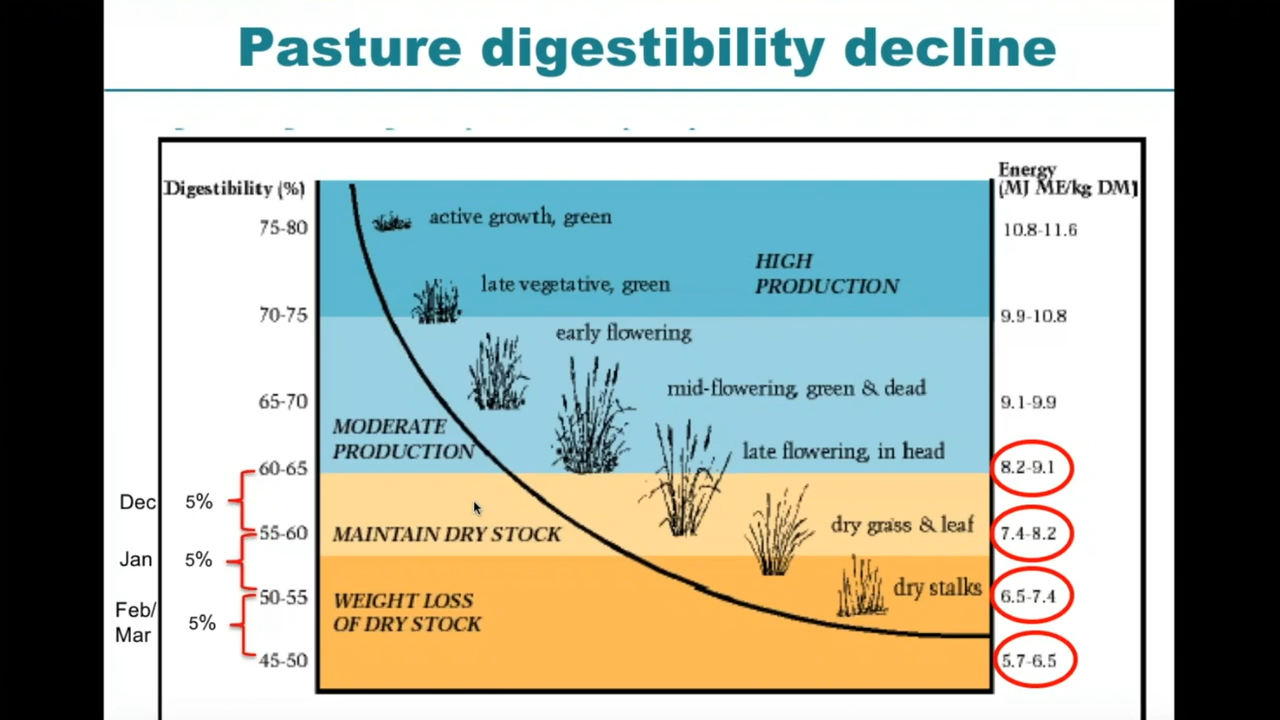 Pasture digestibility decline
Digestibility (%)
Energy
(MJ ME/kg DM)
75-80
active growth, green
10.8-11.6
HIGH
PRODUCTION
late vegetative, green
70-75
9.9-10.8
early flowering
mid-flowering, green & dead
65-70
9.1-9.9
MODERATE
PRODUCTION
late flowering, in head
60-65
8.2-9.1
Dec
5%
dry grass & leaf
55-60
MAINTAIN DRY STOCK
7.4-8.2
Jan
5%
dry stalks
50-55
6.5-7.4
WEIGHT LOSS
OF DRY STOCK
Feb/
Mar
5%
45-50
5.7-6.5